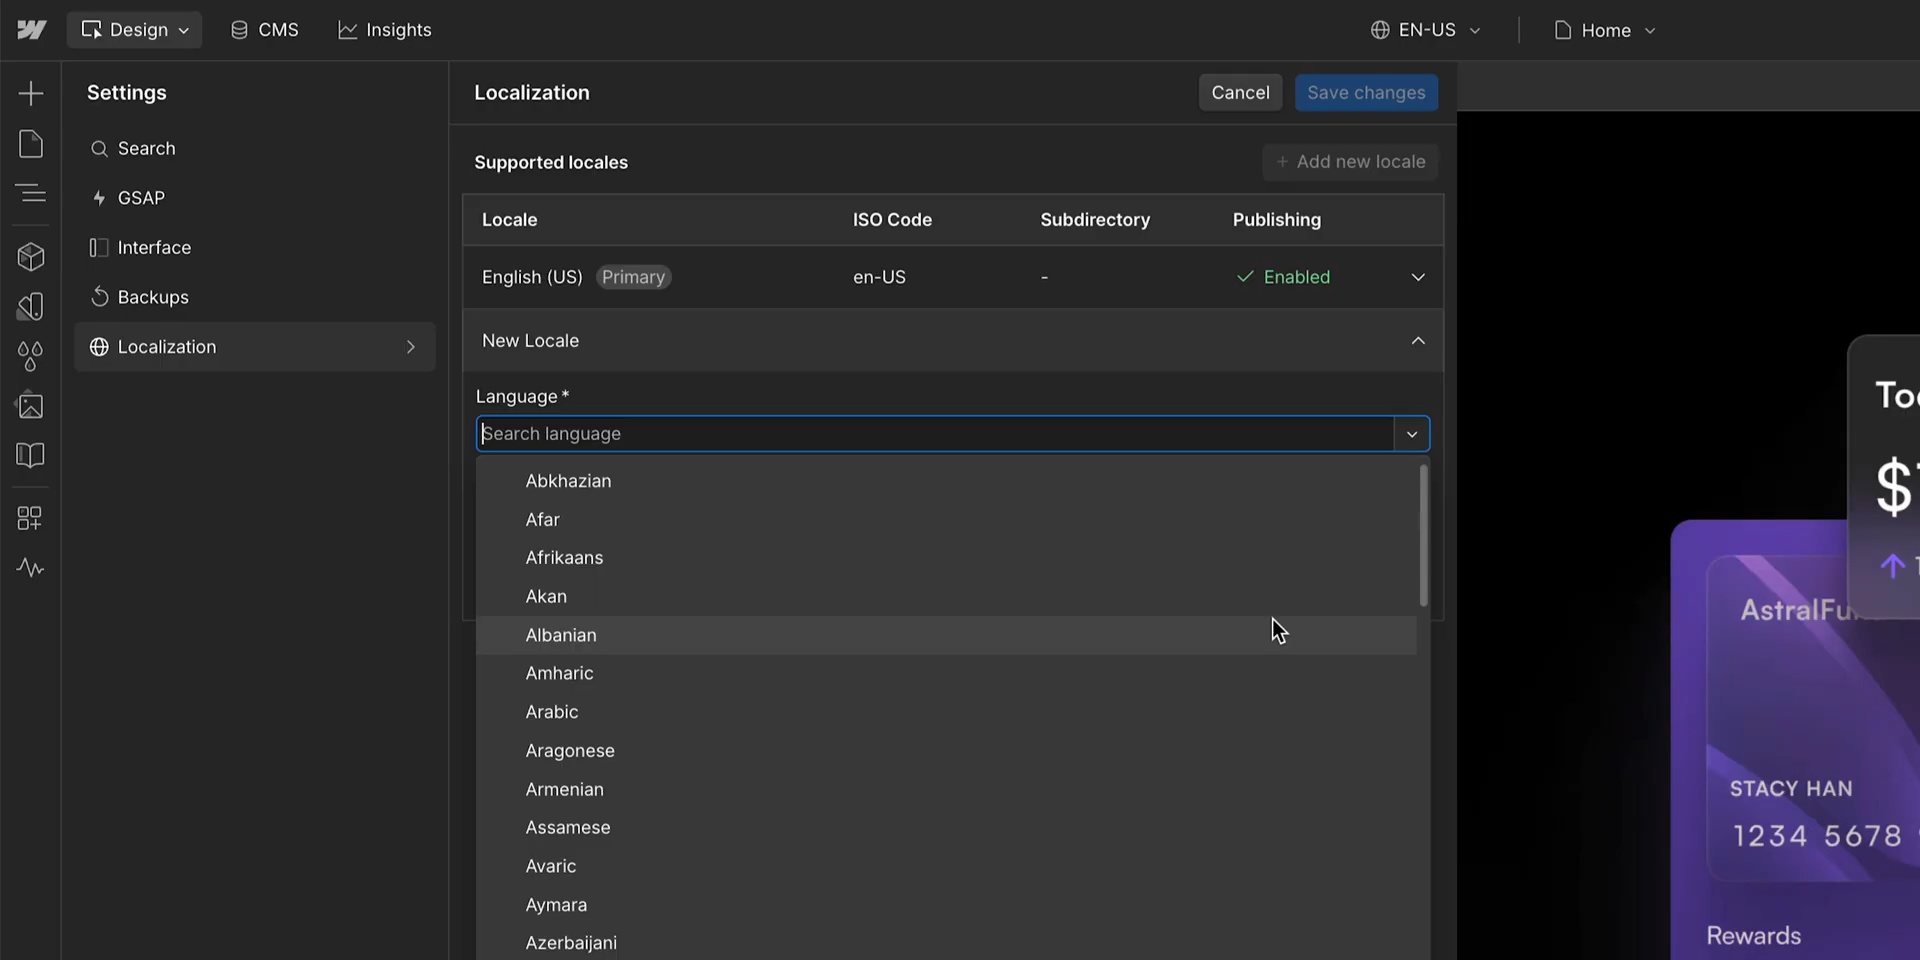 Design
CMS
Insights
EN-US
Home
Settings
Search
GSAP
Interface
Backups
Localization
Localization
Cancel
Save changes
Supported locales
+ Add new locale
Locale ISO Code Subdirectory Publishing
English (US) Primary en-US - Enabled
New Locale
Language *
Search language
Abkhazian
Afar
Afrikaans
Akan
Albanian
Amharic
Arabic
Aragonese
Armenian
Assamese
Avaric
Aymara
Azerbaijani
$
STACY HAN
1234 5678
Rewards